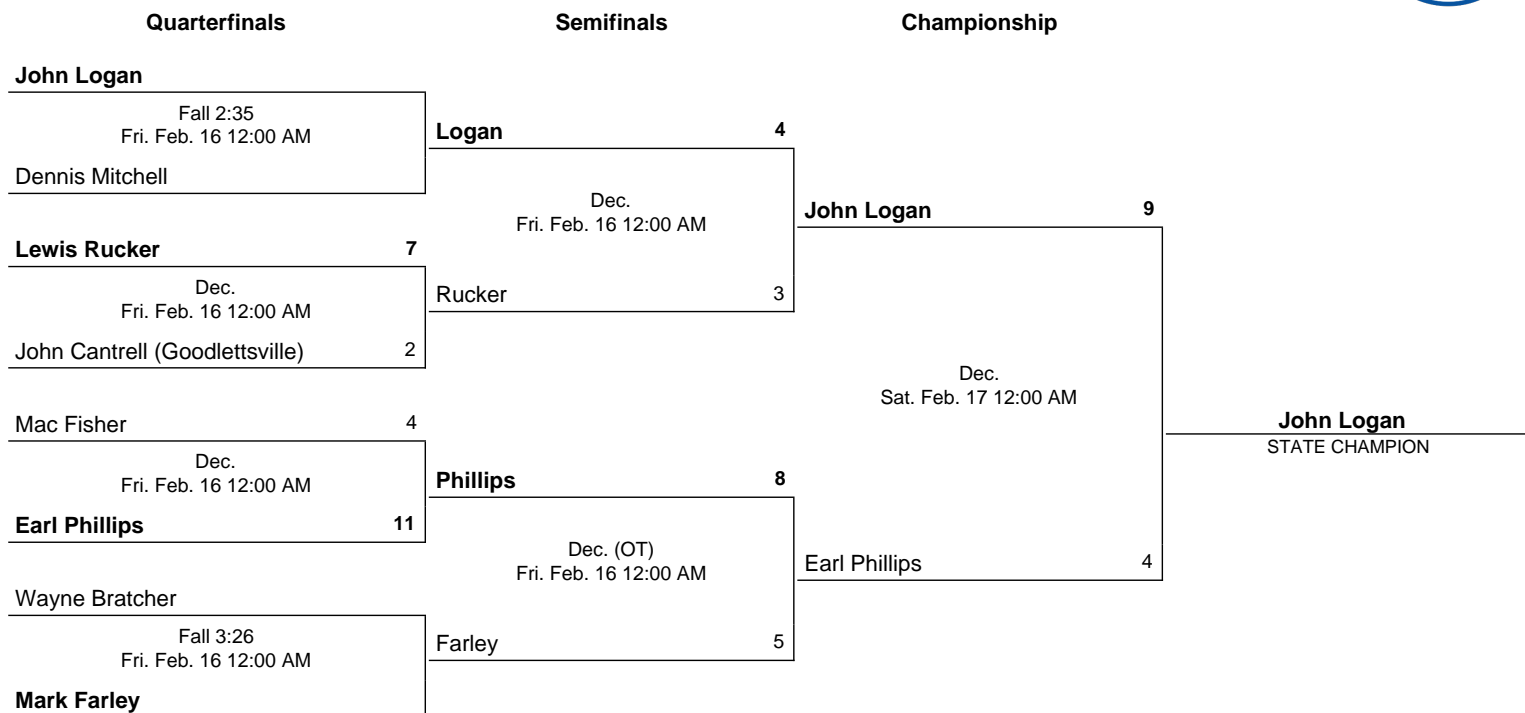 Quarterfinals
Semifinals
Championship
John Logan
Fall 2:35
Fri. Feb. 16 12:00 AM
Dennis Mitchell
Lewis Rucker 7
Dec.
Fri. Feb. 16 12:00 AM
John Cantrell (Goodlettsville) 2
Mac Fisher 4
Dec.
Fri. Feb. 16 12:00 AM
Earl Phillips 11
Wayne Bratcher
Fall 3:26
Fri. Feb. 16 12:00 AM
Mark Farley
Logan 4
Dec.
Fri. Feb. 16 12:00 AM
Rucker 3
Phillips 8
Dec. (OT)
Fri. Feb. 16 12:00 AM
Farley 5
John Logan 9
Dec.
Sat. Feb. 17 12:00 AM
Earl Phillips 4
John Logan
STATE CHAMPION